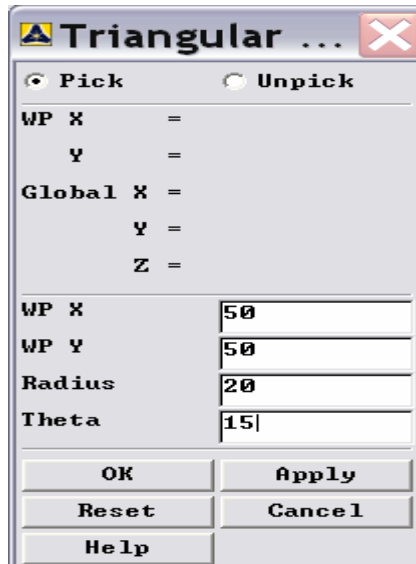 Triangular ...
Pick Unpick
WP X =
Y =
Global X =
Y =
Z =
WP X 50
WP Y 50
Radius 20
Theta 15
OK Apply
Reset Cancel
Help